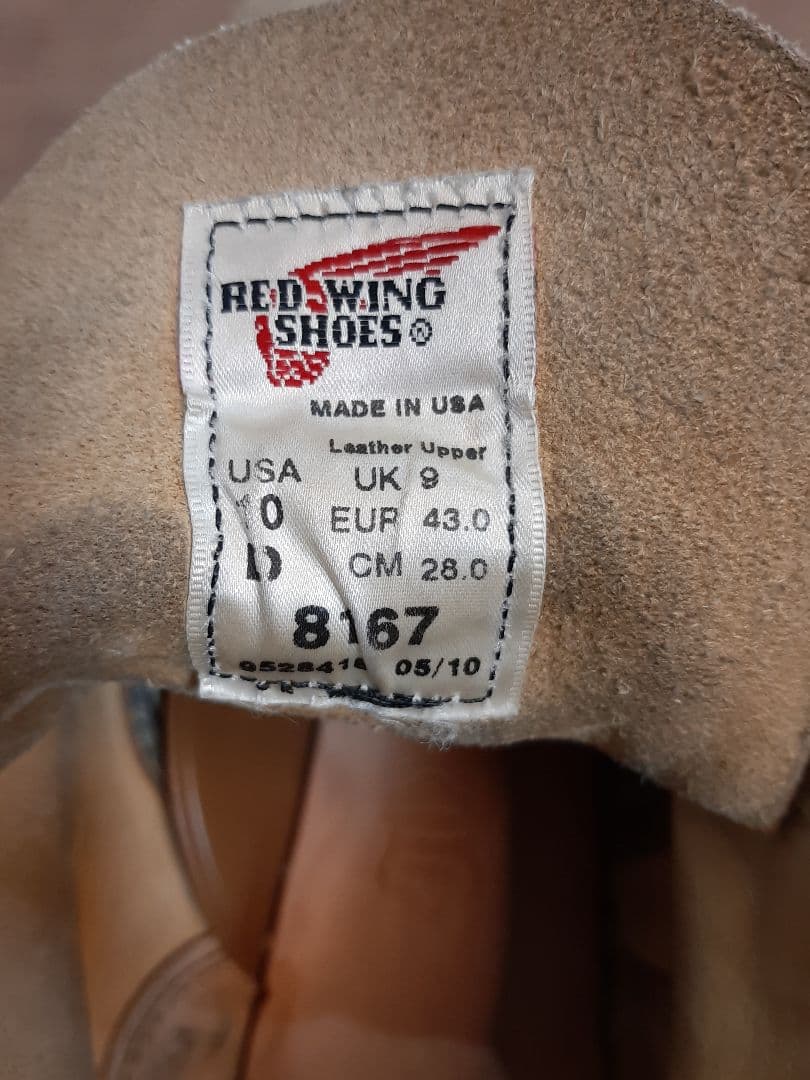 RED WING
SHOES®
MADE IN USA
Leather Upper
USA UK 9
10 EUR 43.0
D CM 28.0
8167
05/10